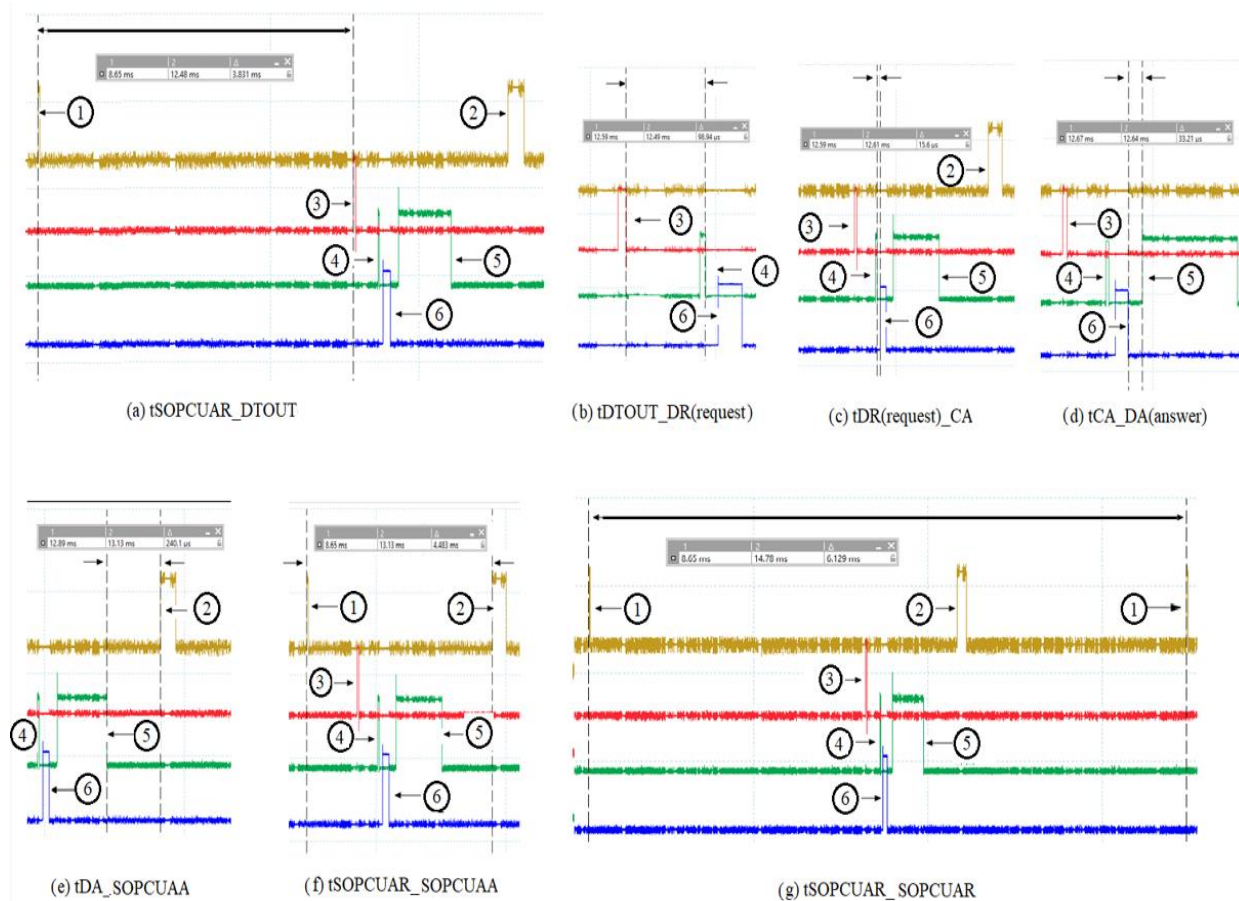 1 2 Δ
8.65 ms 12.48 ms 3.831 ms
1
2
3
4
5
6
(a) tSOPCUAR_DTOUT
1 2 Δ
12.59 ms 12.49 ms 98.94 µs
3
4
6
(b) tDTOUT_DR(request)
1 2 Δ
12.59 ms 12.61 ms 15.6 µs
2
3
4
5
6
(c) tDR(request)_CA
1 2 Δ
12.67 ms 12.64 ms 33.21 µs
3
4
5
6
(d) tCA_DA(answer)
1 2 Δ
12.89 ms 13.13 ms 240.1 µs
2
4
5
6
(e) tDA_SOPCUAA
1 2 Δ
8.65 ms 13.13 ms 4.483 ms
1
2
3
4
5
6
(f) tSOPCUAR_SOPCUAA
1 2 Δ
8.65 ms 14.78 ms 6.129 ms
1
2
1
3
4
5
6
(g) tSOPCUAR_SOPCUAR